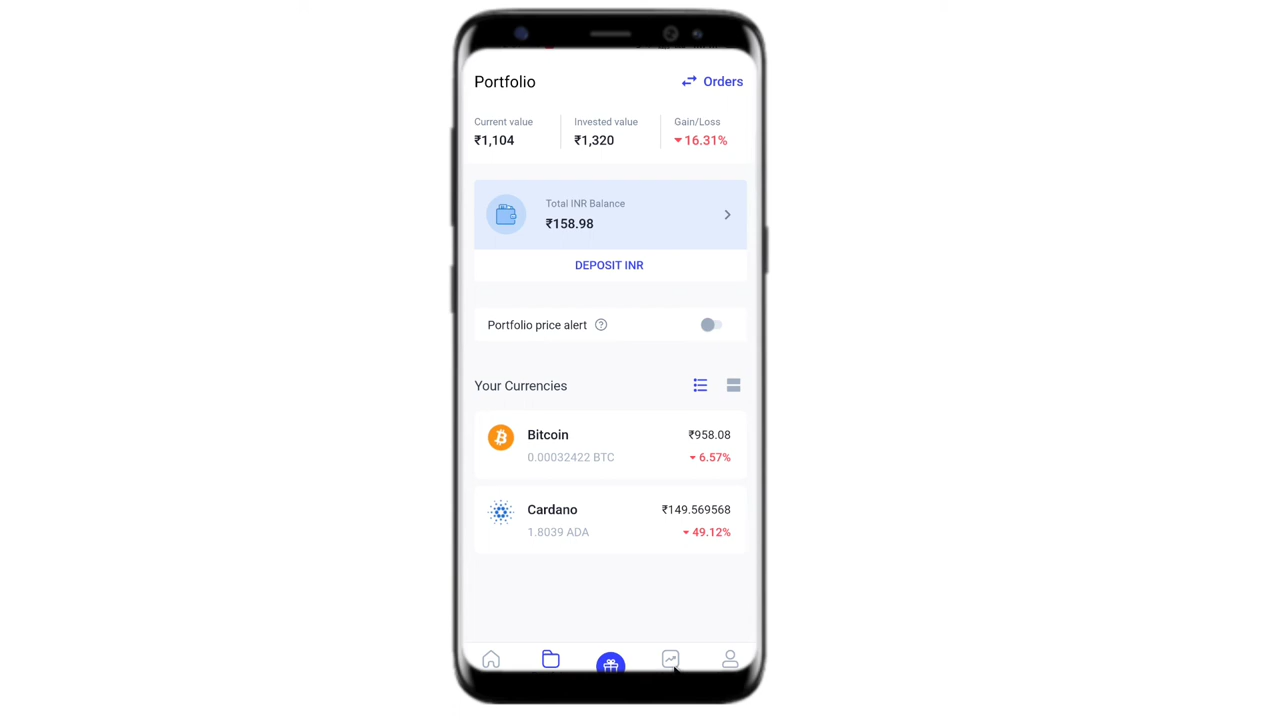 Portfolio
Orders
Current value
Invested value
Gain/Loss
₹1,104
₹1,320
16.31%
Total INR Balance
₹158.98
DEPOSIT INR
Portfolio price alert
Your Currencies
Bitcoin
₹958.08
0.00032422 BTC
6.57%
Cardano
₹149.569568
1.8039 ADA
49.12%